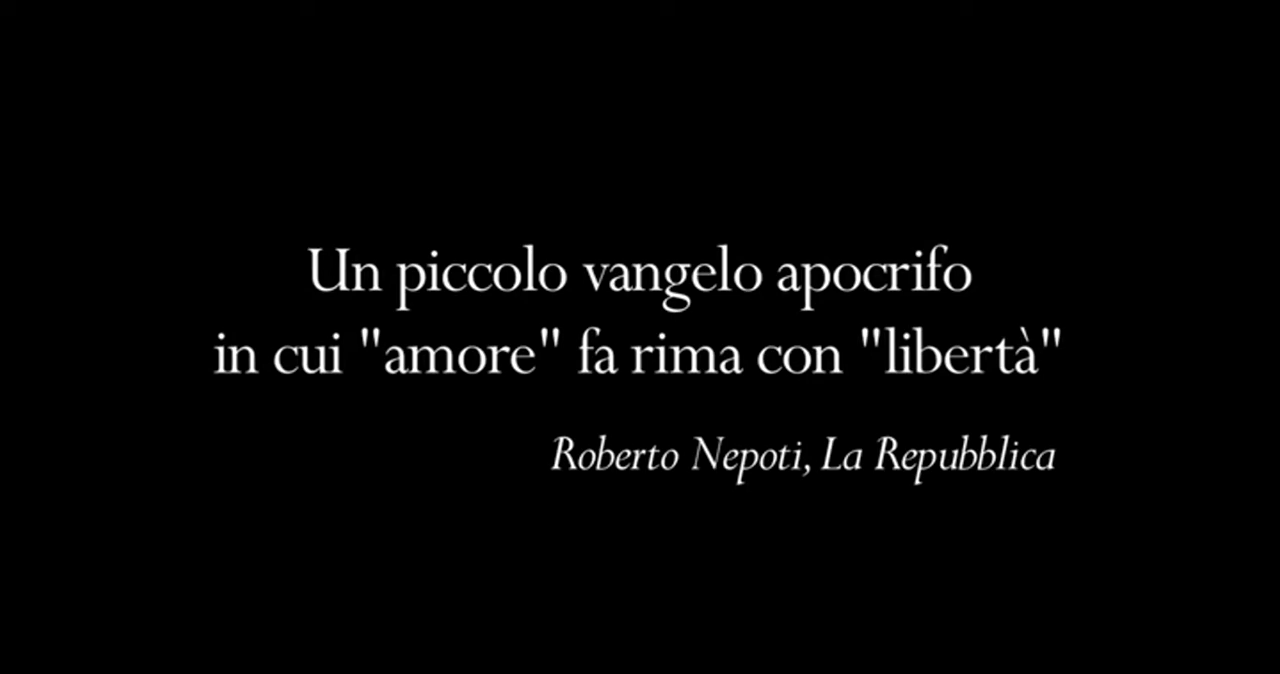 Un piccolo vangelo apocrifo
in cui "amore" fa rima con "libertà"
Roberto Nepoti, La Repubblica